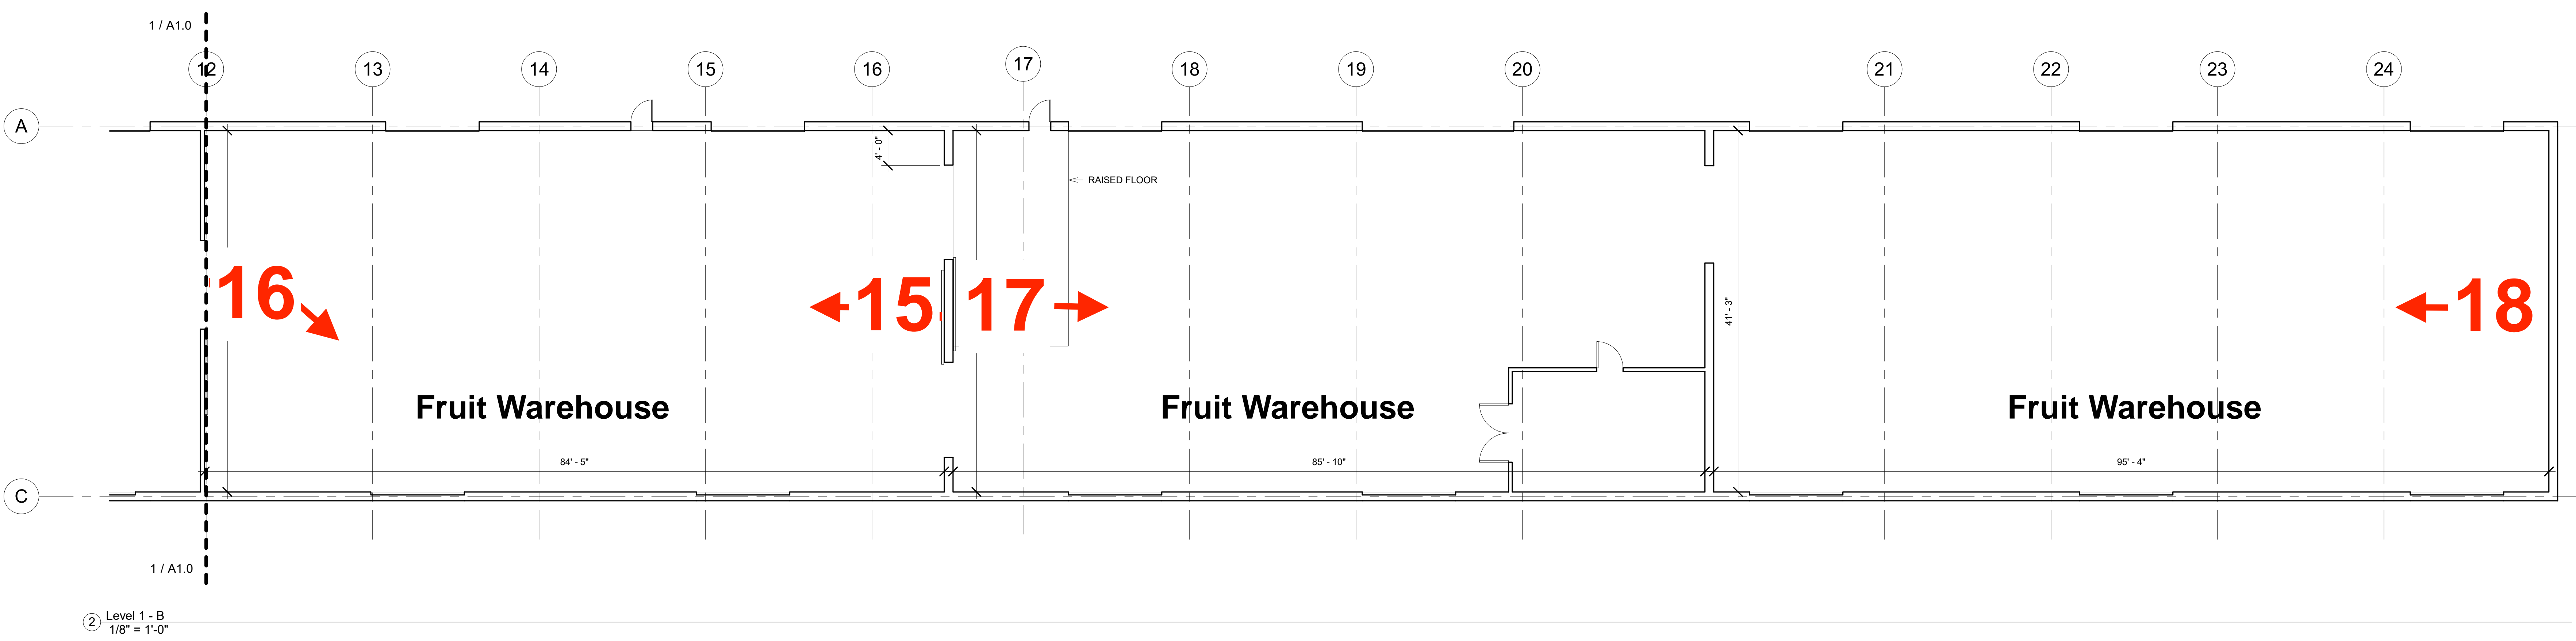 1 / A1.0
12 13 14 15 16 17 18 19 20 21 22 23 24
A
4' - 0"
RAISED FLOOR
16 15 17 18
41' - 3"
Fruit Warehouse Fruit Warehouse Fruit Warehouse
84' - 5" 85' - 10" 95' - 4"
C
1 / A1.0
2 Level 1 - B
1/8" = 1'-0"